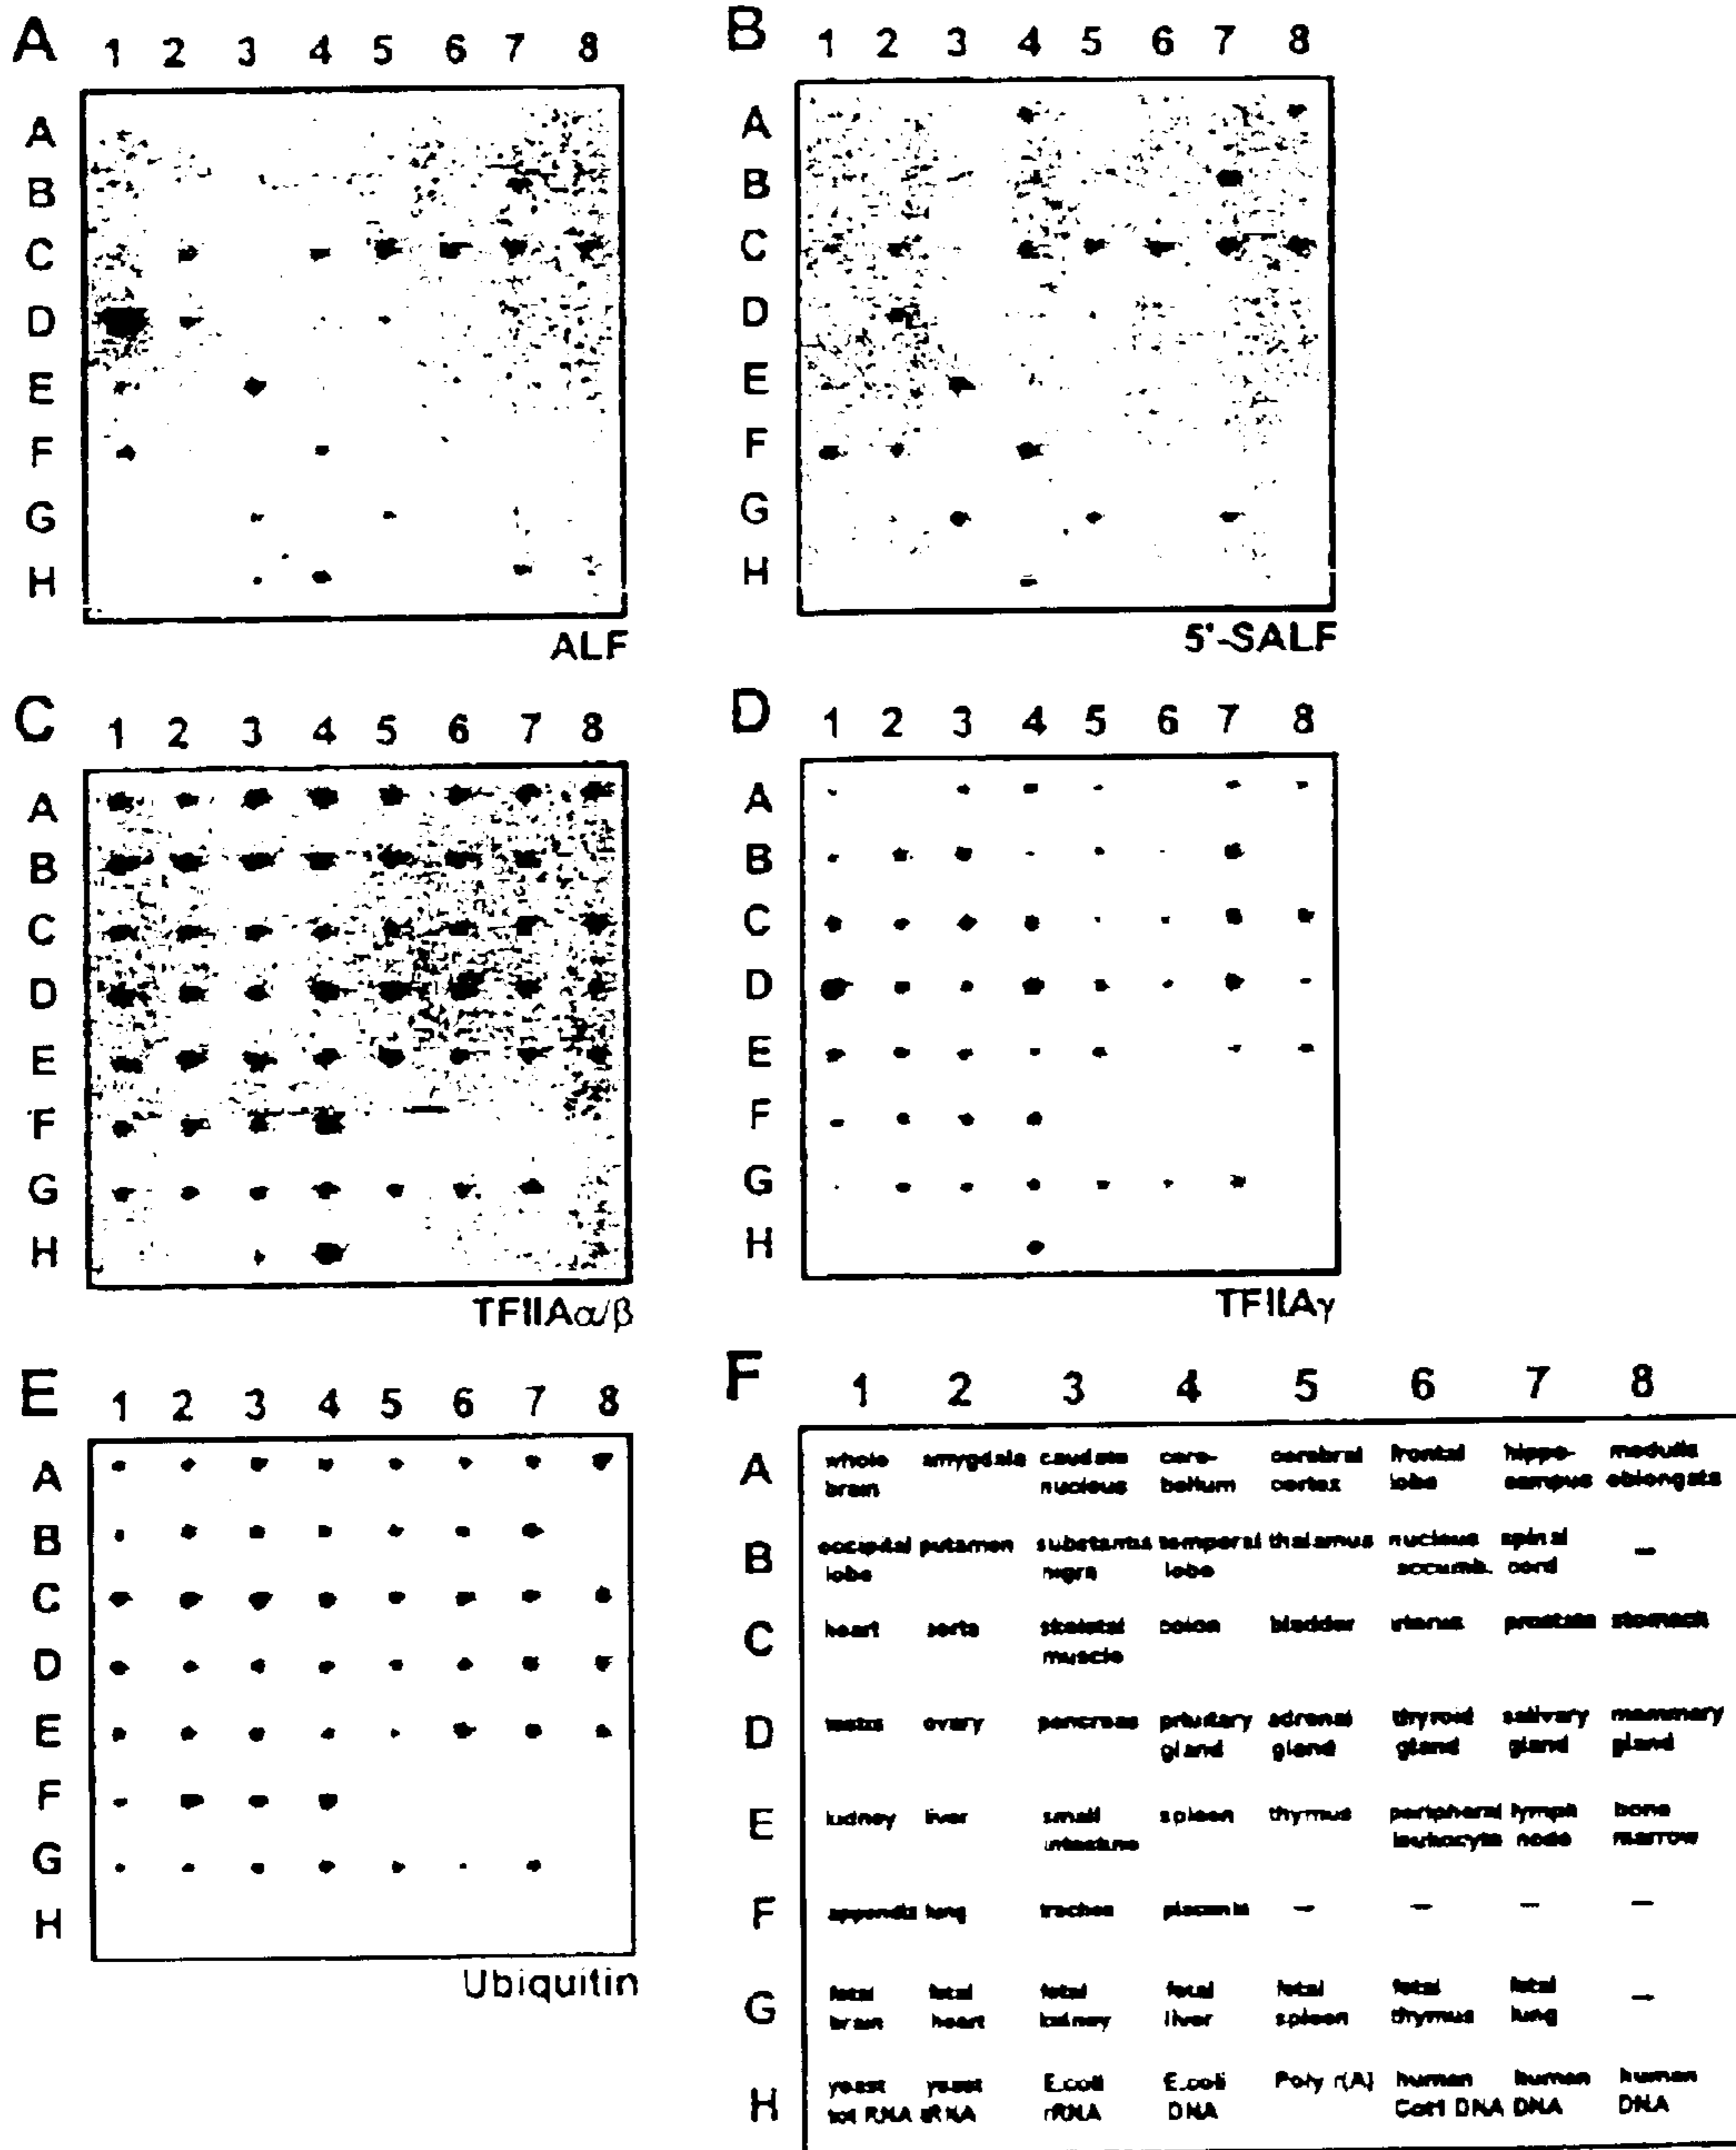 A 1 2 3 4 5 6 7 8
A
B
C
D
E
F
G
H
ALF
B 1 2 3 4 5 6 7 8
A
B
C
D
E
F
G
H
5'-SALF
C 1 2 3 4 5 6 7 8
A
B
C
D
E
F
G
H
TFIIAα/β
D 1 2 3 4 5 6 7 8
A
B
C
D
E
F
G
H
TFIIAγ
E 1 2 3 4 5 6 7 8
A
B
C
D
E
F
G
H
Ubiquitin
F 1 2 3 4 5 6 7 8
A whole amygdala caudate cere- cerebral frontal hippo- medulla
brain nucleus bellum cortex lobe campus oblongata
B occipital putamen substantia temporal thalamus nucleus spinal –
lobe nigra lobe accumb. cord
C heart aorta skeletal colon bladder uterus prostate stomach
muscle
D testis ovary pancreas pituitary adrenal thyroid salivary mammary
gland gland gland gland gland
E kidney liver small spleen thymus peripheral lymph bone
intestine leukocyte node marrow
F appendix lung trachea placenta – – – –
G fetal fetal fetal fetal fetal fetal fetal –
brain heart kidney liver spleen thymus lung
H yeast yeast E.coli E.coli Poly r(A) human human human
tot RNA tRNA rRNA DNA Cot1 DNA DNA DNA